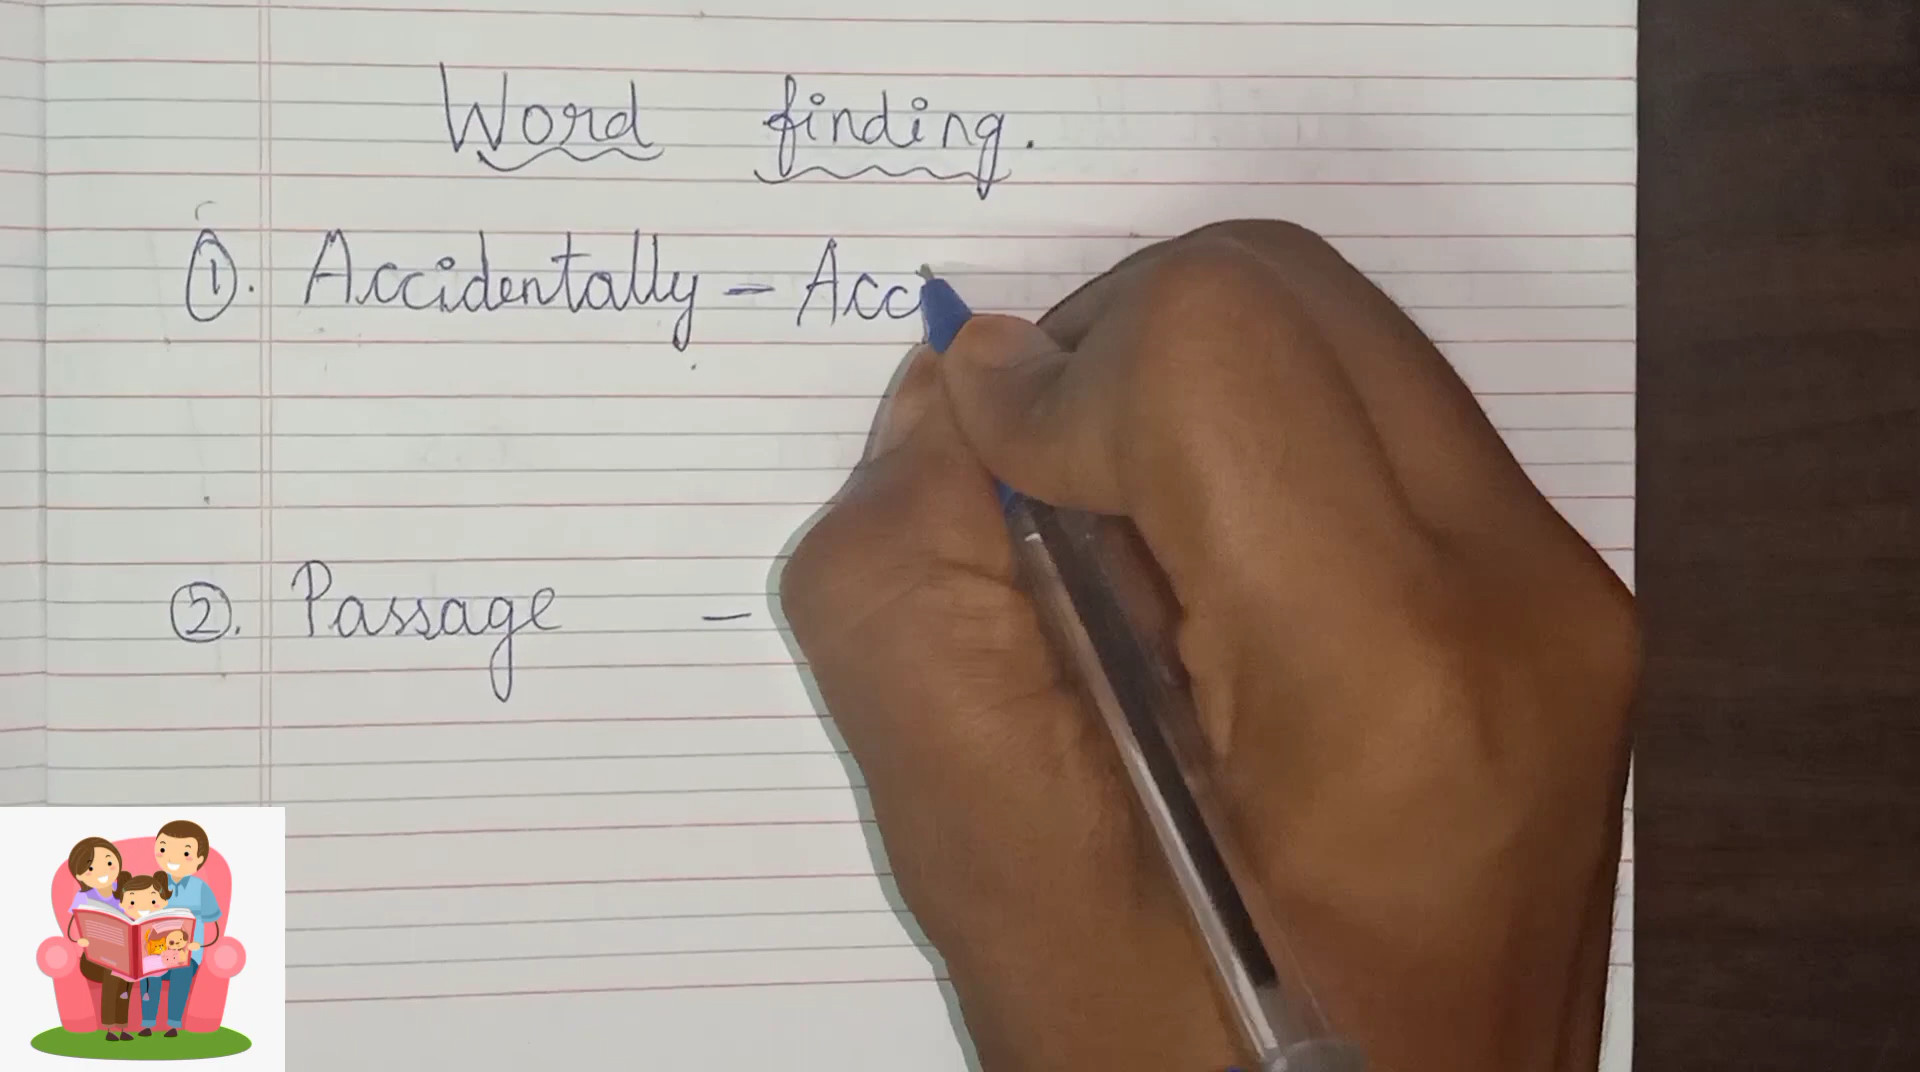 Word finding.
①. Accidentally - Acc
②. Passage -